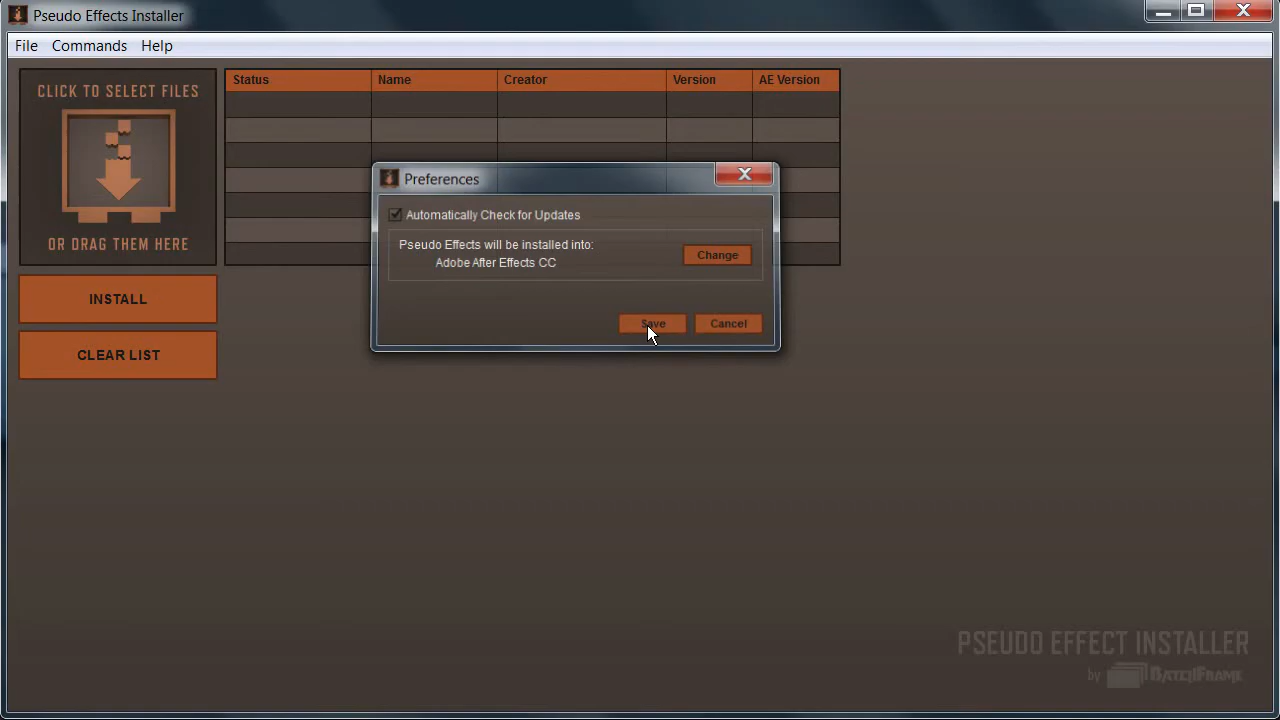 Pseudo Effects Installer
File Commands Help
CLICK TO SELECT FILES
OR DRAG THEM HERE
INSTALL
CLEAR LIST
Status Name Creator Version AE Version
Preferences
X
Automatically Check for Updates
Pseudo Effects will be installed into:
Adobe After Effects CC
Change
Save Cancel
PSEUDO EFFECT INSTALLER
by BATCHFRAME